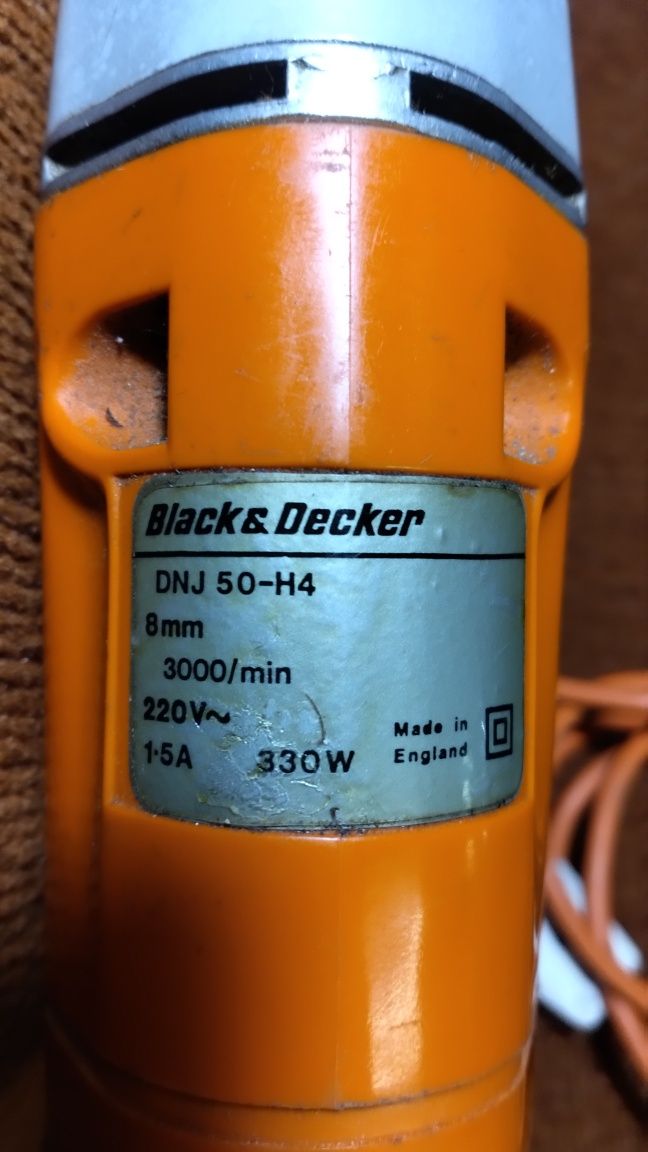 Black & Decker
DNJ 50-H4
8mm
3000/min
220V~
1·5A 330W
Made in
England